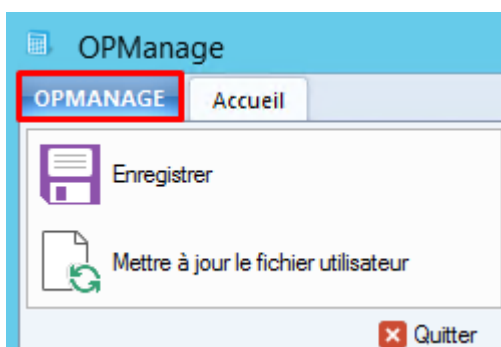 OPManage
OPMANAGE Accueil
Enregistrer
Mettre à jour le fichier utilisateur
Quitter